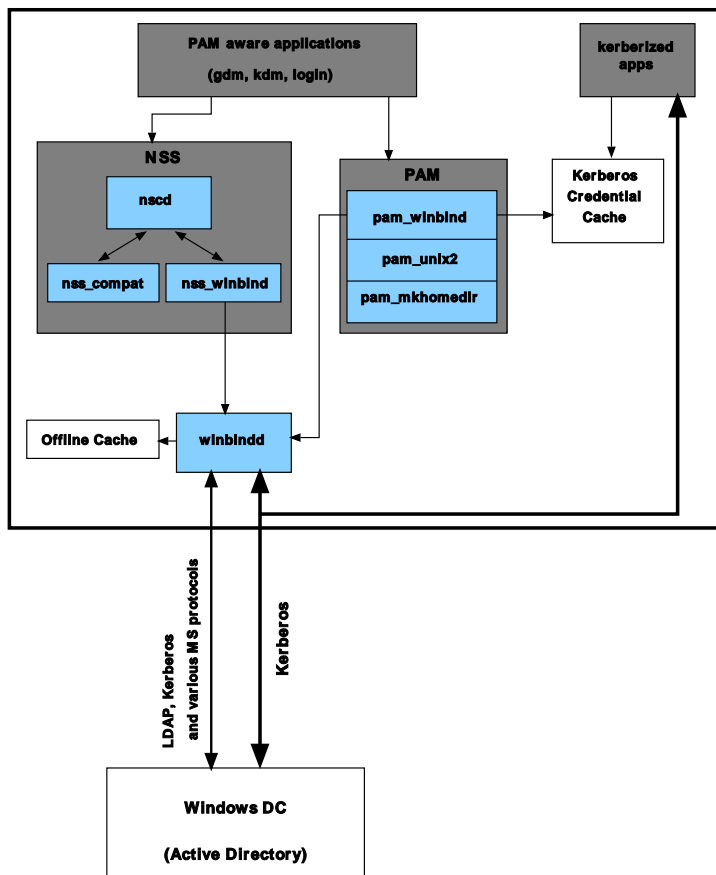 PAM aware applications
(gdm, kdm, login)
kerberized
apps
NSS
nscd
nss_compat
nss_winbind
PAM
pam_winbind
pam_unix2
pam_mkhomedir
Kerberos
Credential
Cache
Offline Cache
winbindd
LDAP, Kerberos
and various MS protocols
Kerberos
Windows DC
(Active Directory)